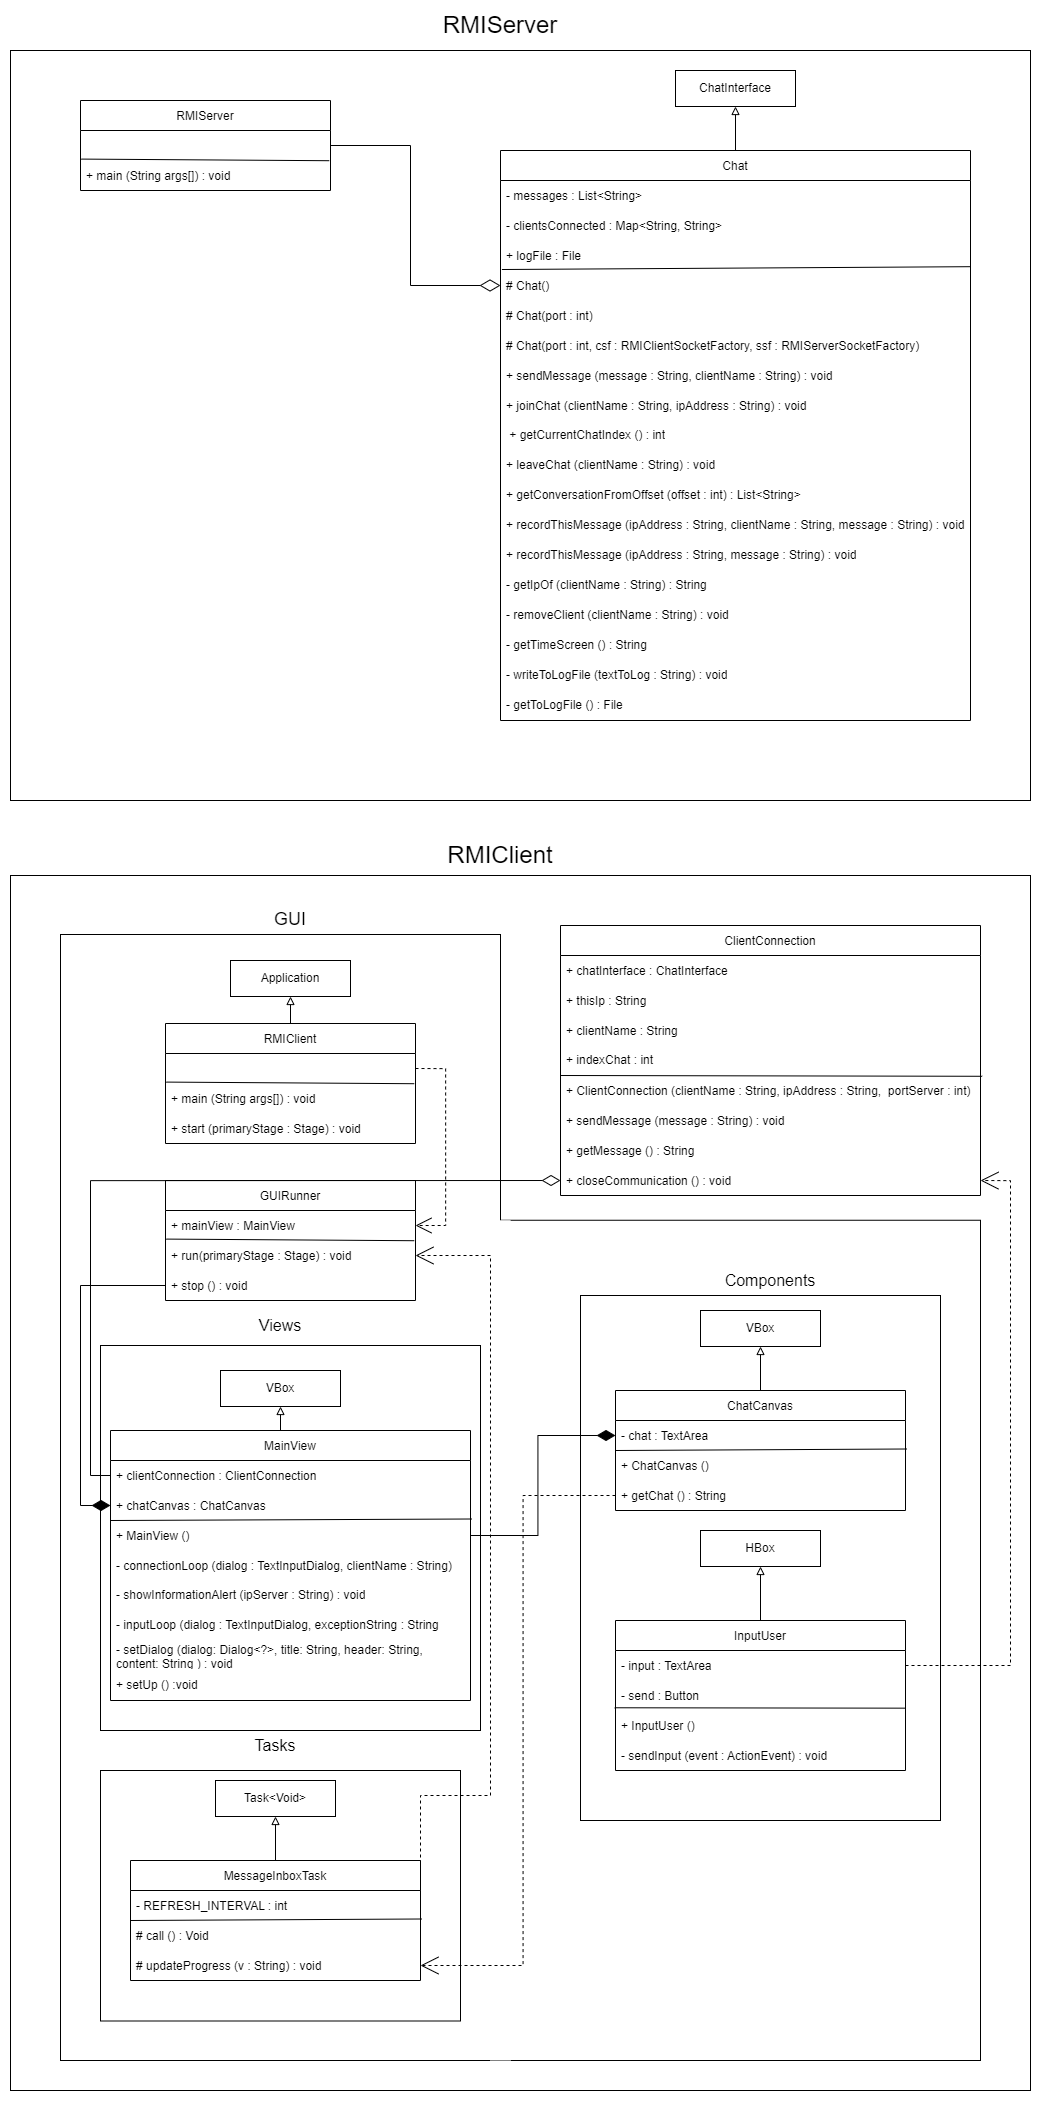 RMIServer
ChatInterface
RMIServer
+ main (String args[]) : void
Chat
- messages : List<String>
- clientsConnected : Map<String, String>
+ logFile : File
# Chat()
# Chat(port : int)
# Chat(port : int, csf : RMIClientSocketFactory, ssf : RMIServerSocketFactory)
+ sendMessage (message : String, clientName : String) : void
+ joinChat (clientName : String, ipAddress : String) : void
+ getCurrentChatIndex () : int
+ leaveChat (clientName : String) : void
+ getConversationFromOffset (offset : int) : List<String>
+ recordThisMessage (ipAddress : String, clientName : String, message : String) : void
+ recordThisMessage (ipAddress : String, message : String) : void
- getIpOf (clientName : String) : String
- removeClient (clientName : String) : void
- getTimeScreen () : String
- writeToLogFile (textToLog : String) : void
- getToLogFile () : File
RMIClient
GUI
Application
RMIClient
+ main (String args[]) : void
+ start (primaryStage : Stage) : void
ClientConnection
+ chatInterface : ChatInterface
+ thisIp : String
+ clientName : String
+ indexChat : int
+ ClientConnection (clientName : String, ipAddress : String,  portServer : int)
+ sendMessage (message : String) : void
+ getMessage () : String
+ closeCommunication () : void
GUIRunner
+ mainView : MainView
+ run(primaryStage : Stage) : void
+ stop () : void
Views
VBox
MainView
+ clientConnection : ClientConnection
+ chatCanvas : ChatCanvas
+ MainView ()
- connectionLoop (dialog : TextInputDialog, clientName : String)
- showInformationAlert (ipServer : String) : void
- inputLoop (dialog : TextInputDialog, exceptionString : String
- setDialog (dialog: Dialog<?>, title: String, header: String,
content: String ) : void
+ setUp () :void
Components
VBox
ChatCanvas
- chat : TextArea
+ ChatCanvas ()
+ getChat () : String
HBox
InputUser
- input : TextArea
- send : Button
+ InputUser ()
- sendInput (event : ActionEvent) : void
Tasks
Task<Void>
MessageInboxTask
- REFRESH_INTERVAL : int
# call () : Void
# updateProgress (v : String) : void